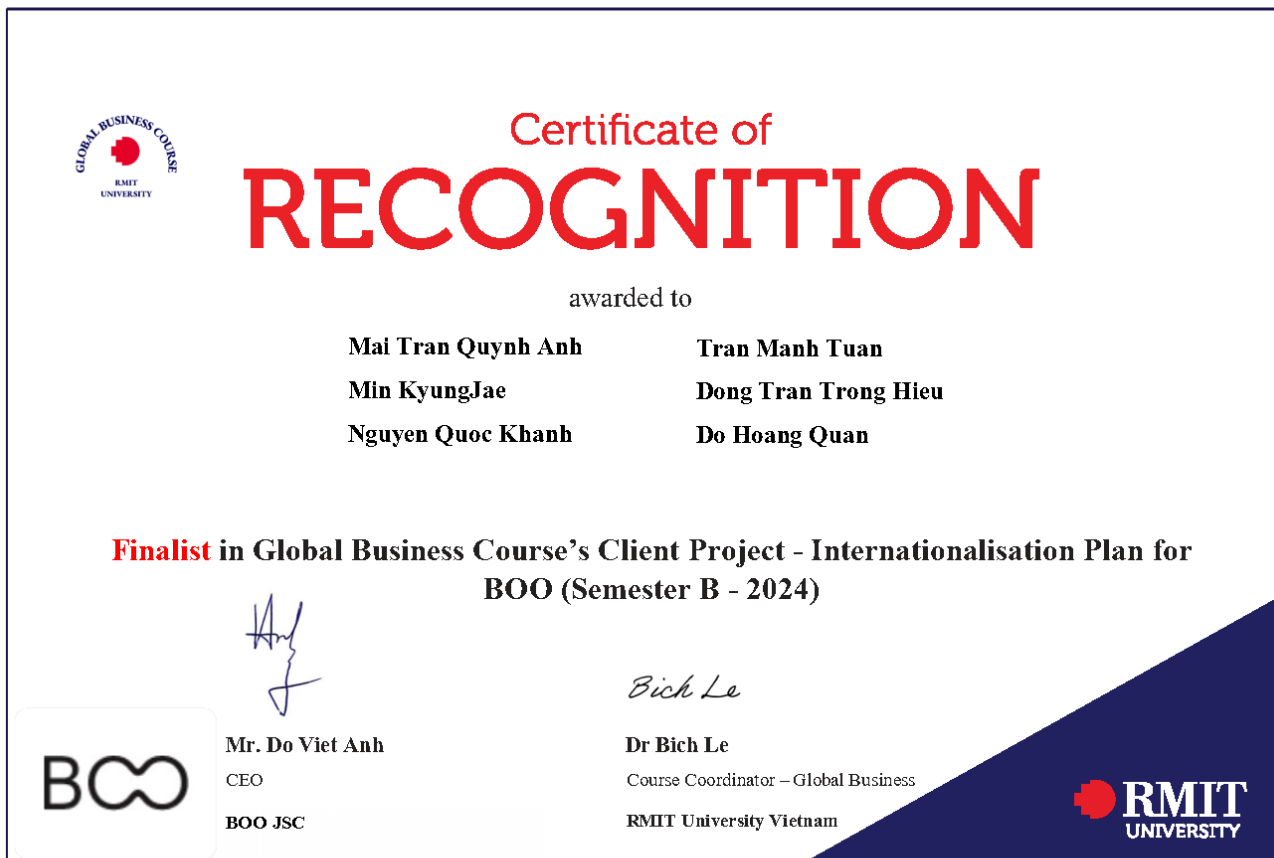 GLOBAL BUSINESS COURSE
RMIT
UNIVERSITY
Certificate of
RECOGNITION
awarded to
Mai Tran Quynh Anh
Tran Manh Tuan
Min KyungJae
Dong Tran Trong Hieu
Nguyen Quoc Khanh
Do Hoang Quan
Finalist in Global Business Course’s Client Project - Internationalisation Plan for
BOO (Semester B - 2024)
Bich Le
Mr. Do Viet Anh
Dr Bich Le
CEO
Course Coordinator – Global Business
BOO JSC
RMIT University Vietnam
BOO
RMIT
UNIVERSITY